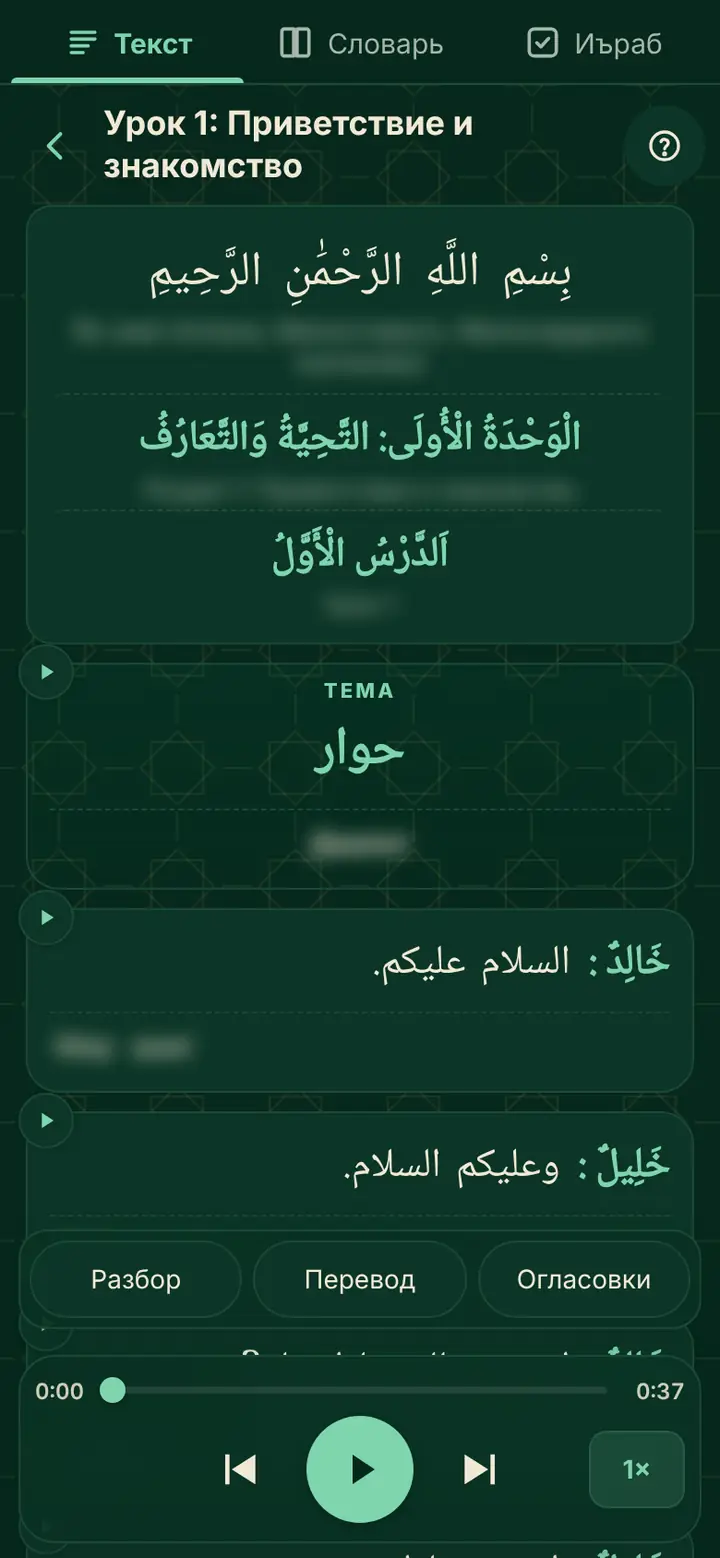 Текст
Словарь
Иъраб
Урок 1: Приветствие и
знакомство
بِسْمِ اللَّهِ الرَّحْمَٰنِ الرَّحِيمِ
الْوَحْدَةُ الْأُولَى: التَّحِيَّةُ وَالتَّعَارُفُ
اَلدَّرْسُ الْأَوَّلُ
ТЕМА
حوار
خَالِدٌ : السلام عليكم.
خَلِيلٌ : وعليكم السلام.
Разбор
Перевод
Огласовки
0:00
0:37
1×